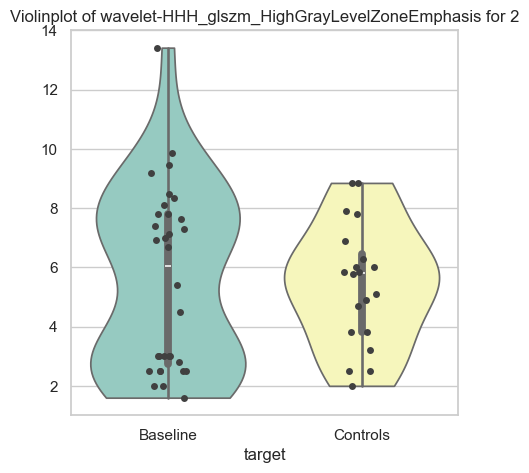 Violinplot of wavelet-HHH_glszm_HighGrayLevelZoneEmphasis for 2
14
12
10
8
6
4
2
Baseline Controls
target